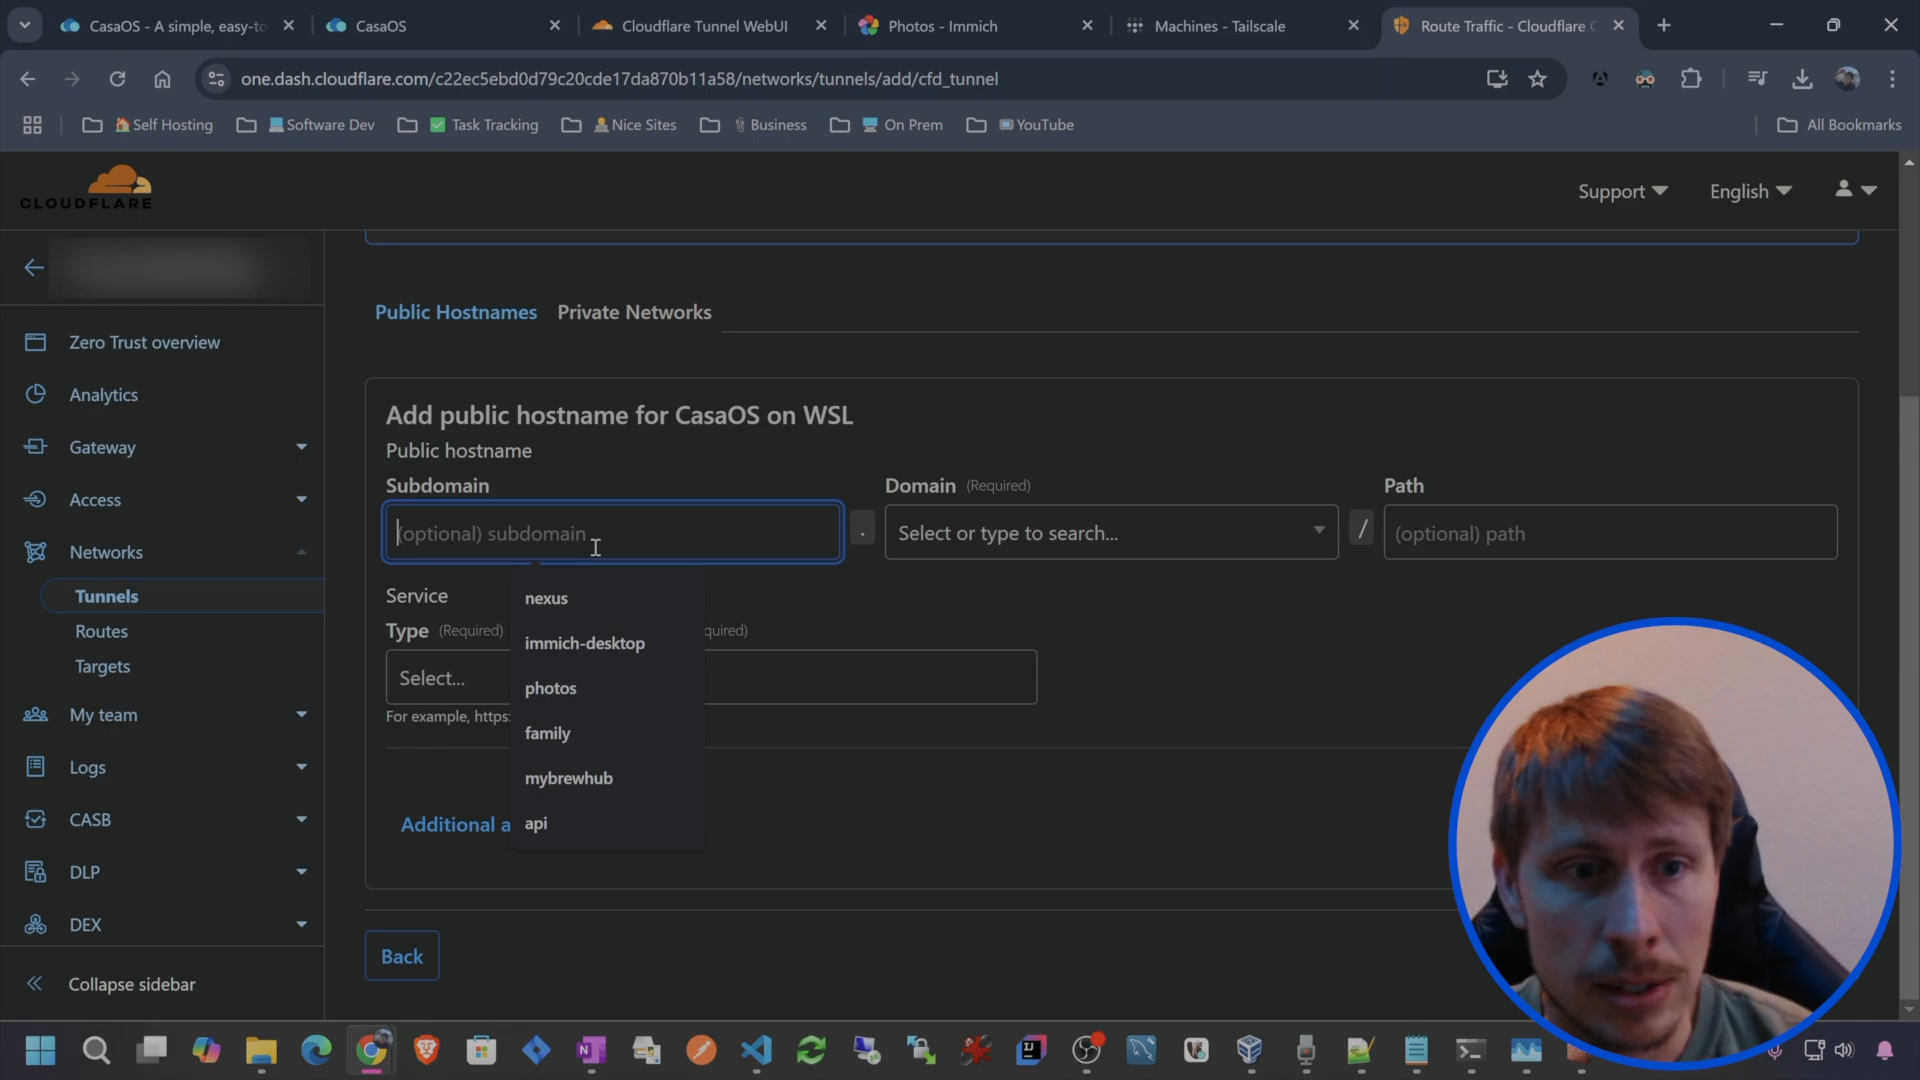 CasaOS - A simple, easy-to
CasaOS
Cloudflare Tunnel WebUI
Photos - Immich
Machines - Tailscale
Route Traffic - Cloudflare
one.dash.cloudflare.com/c22ec5ebd0d79c20cde17da870b11a58/networks/tunnels/add/cfd_tunnel
Self Hosting
Software Dev
Task Tracking
Nice Sites
Business
On Prem
YouTube
All Bookmarks
CLOUDFLARE
Support
English
Zero Trust overview
Analytics
Gateway
Access
Networks
Tunnels
Routes
Targets
My team
Logs
CASB
DLP
DEX
Collapse sidebar
Public Hostnames
Private Networks
Add public hostname for CasaOS on WSL
Public hostname
Subdomain
Domain (Required)
Path
(optional) subdomain
.
Select or type to search...
/
(optional) path
Service
Type (Required)
quired)
Select...
For example, https:
nexus
immich-desktop
photos
family
mybrewhub
api
Additional a
Back